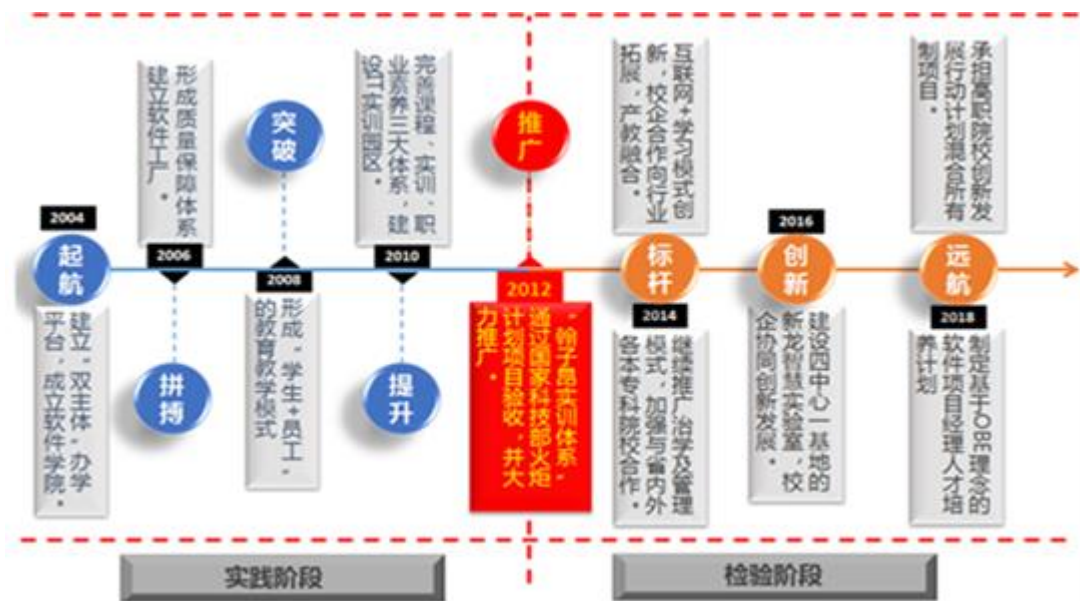 2004
起航
建立“双主体”办学
平台，成立软件学院。
形成质量保障体系
建立软件工厂。
2006
拼搏
突破
2008
形成“学生+员工”
的教育教学模式
完善课程、实训、职
业素养三大体系，建
设IT实训园区。
2010
提升
推广
2012
“翰子昂实训体系”
通过国家科技部火炬
计划项目验收，并大
力推广。
互联网+学习模式创
新，校企合作向行业
拓展，产教融合。
标杆
2014
继续推广治学及管理
模式，加强与省内外
各本专科院校合作。
2016
创新
建设四中心一基地的
新龙智慧实验室，校
企协同创新发展。
承担高职院校创新发
展行动计划混合所有
制项目。
远航
2018
制定基于OBE理念的
软件项目经理人才培
养计划
实践阶段
检验阶段